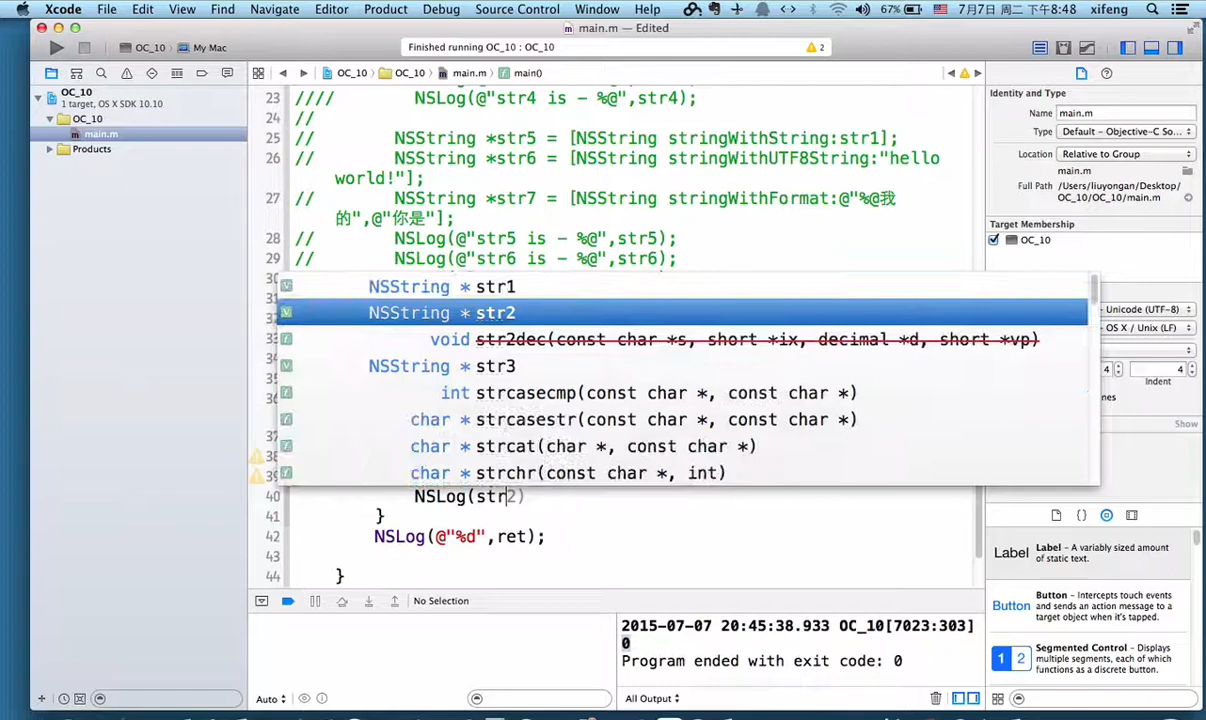 Xcode File Edit View Find Navigate Editor Product Debug Source Control Window Help 67% 7月7日 周二 下午8:48 xifeng
main.m — Edited
OC_10 My Mac
Finished running OC_10 : OC_10
2
OC_10 OC_10 main.m main()
OC_10
1 target, OS X SDK 10.10
OC_10
main.m
Products
23 //// NSLog(@"str4 is - %@",str4);
24 //
25 // NSString *str5 = [NSString stringWithString:str1];
26 // NSString *str6 = [NSString stringWithUTF8String:"hello
world!"];
27 // NSString *str7 = [NSString stringWithFormat:@"%@我
的",@"你是"];
28 // NSLog(@"str5 is - %@",str5);
29 // NSLog(@"str6 is - %@",str6);
NSString * str1
NSString * str2
void str2dec(const char *s, short *ix, decimal *d, short *vp)
NSString * str3
int strcasecmp(const char *, const char *)
char * strcasestr(const char *, const char *)
char * strcat(char *, const char *)
char * strchr(const char *, int)
40 NSLog(str2)
41 }
42 NSLog(@"%d",ret);
43
44 }
No Selection
2015-07-07 20:45:38.933 OC_10[7023:303]
0
Program ended with exit code: 0
Auto
All Output
Identity and Type
Name main.m
Type Default - Objective-C So...
Location Relative to Group
main.m
Full Path /Users/liuyongan/Desktop/
OC_10/OC_10/main.m
Target Membership
OC_10
Unicode (UTF-8)
OS X / Unix (LF)
4 4
Indent
Show
Label Label - A variably sized amount
of static text.
Button Button - Intercepts touch events
and sends an action message to a
target object when it's tapped.
1 2 Segmented Control - Displays
multiple segments, each of which
functions as a discrete button.